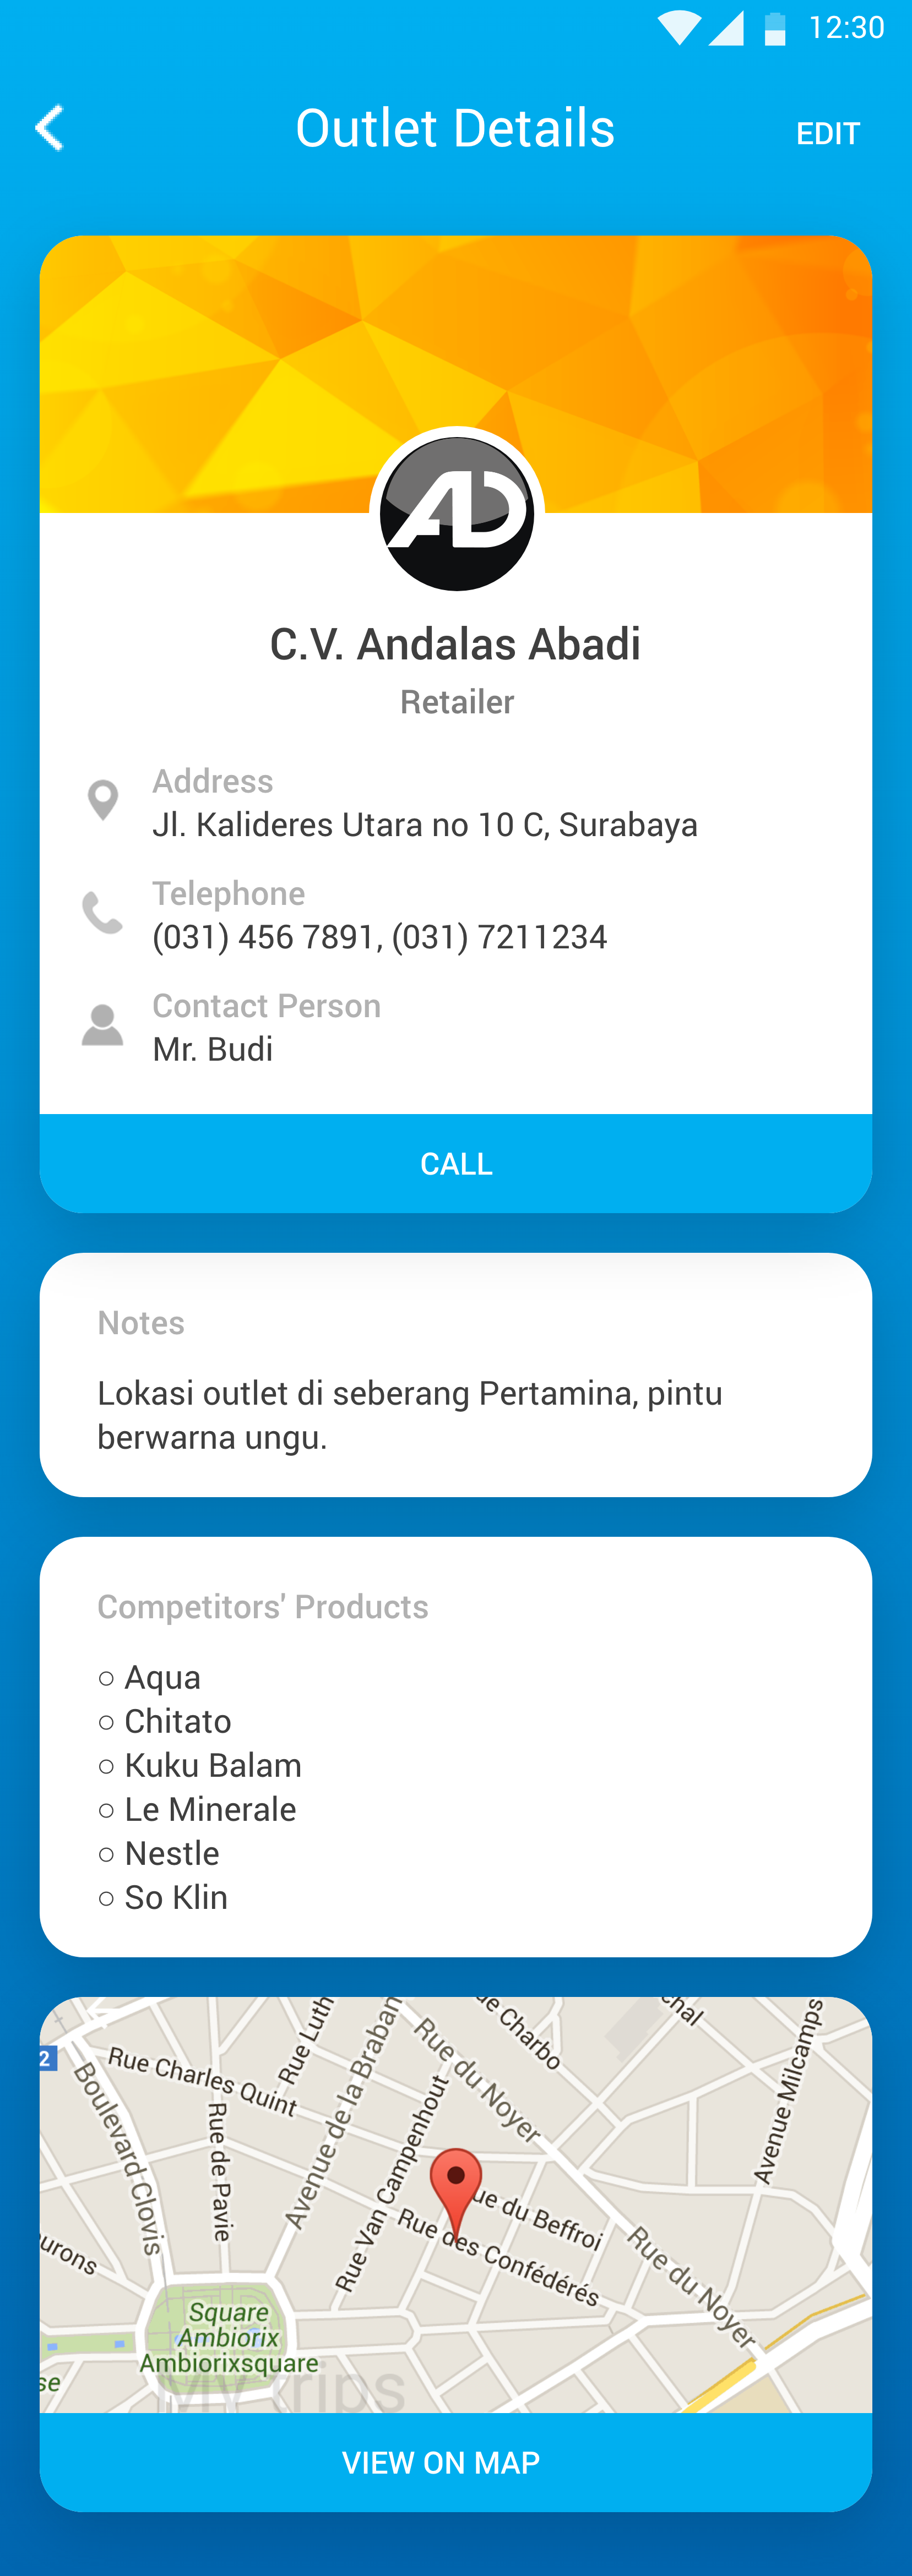 12:30
Outlet Details
EDIT
AD
C.V. Andalas Abadi
Retailer
Address
Jl. Kalideres Utara no 10 C, Surabaya
Telephone
(031) 456 7891, (031) 7211234
Contact Person
Mr. Budi
CALL
Notes
Lokasi outlet di seberang Pertamina, pintu
berwarna ungu.
Competitors' Products
○ Aqua
○ Chitato
○ Kuku Balam
○ Le Minerale
○ Nestle
○ So Klin
2
Rue Charles Quint
Rue Luth
Avenue de la Braban
Rue du Noyer
ue Charbo
chal
Avenue Milcamps
Boulevard Clovis
Rue de Pavie
Rue Van Campenhout
ue du Beffroi
Rue des Confédérés
Rue du Noyer
urons
Square
Ambiorix
Ambiorixsquare
se
My trips
VIEW ON MAP